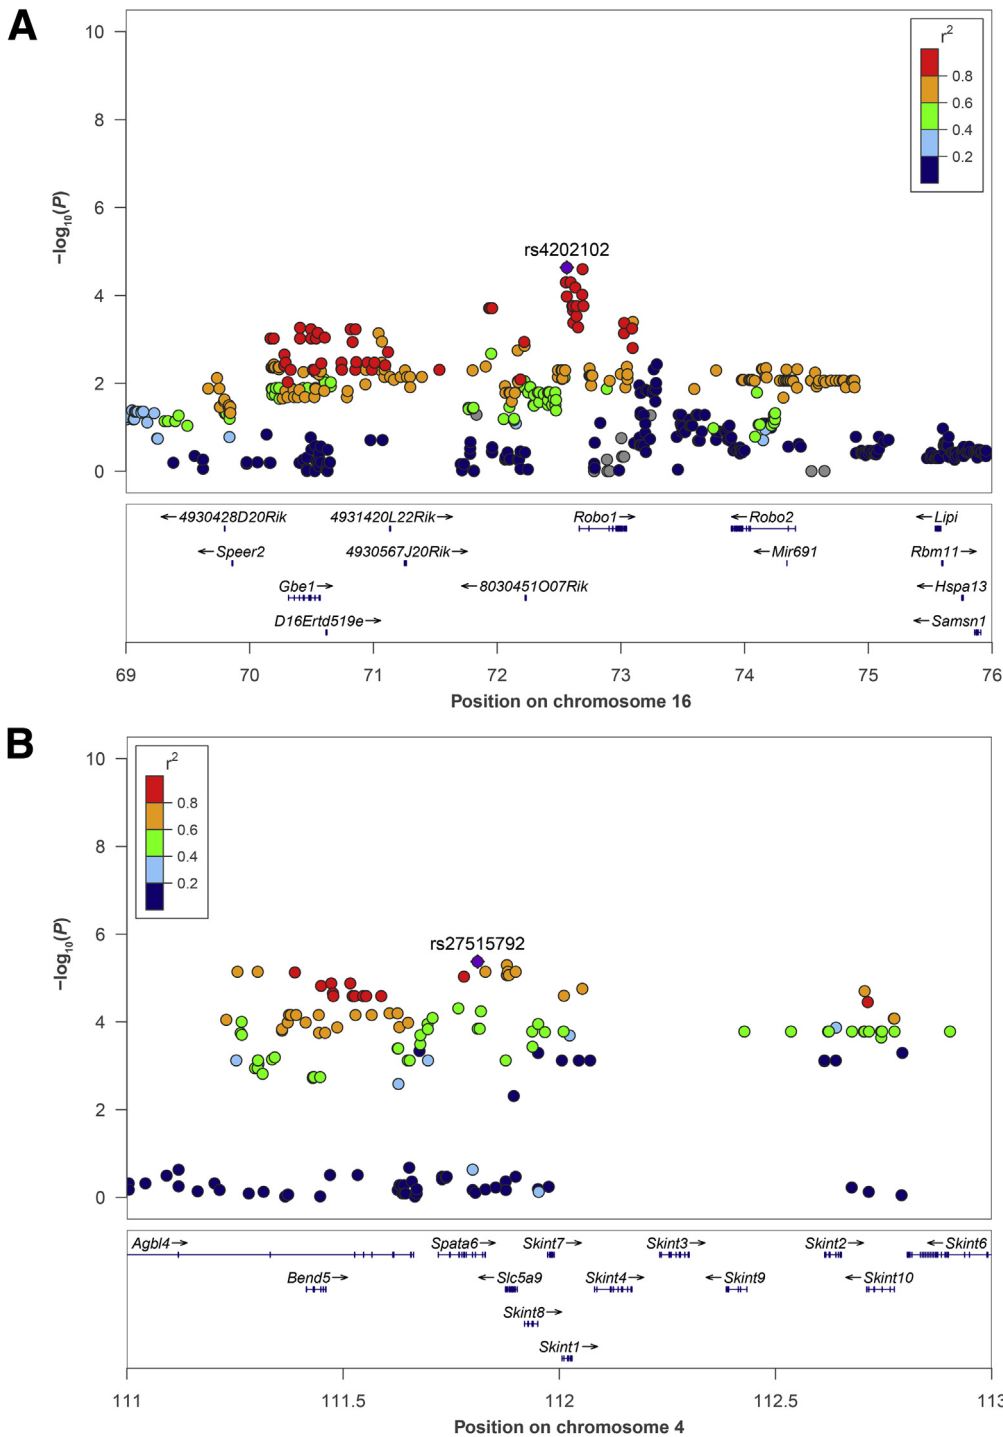 A
10
8
6
4
2
0
−log10(P)
r2
0.8
0.6
0.4
0.2
rs4202102
4930428D20Rik
4931420L22Rik
Robo1
Robo2
Lipi
Speer2
4930567J20Rik
Mir691
Rbm11
Gbe1
8030451O07Rik
Hspa13
D16Ertd519e
Samsn1
69 70 71 72 73 74 75 76
Position on chromosome 16
B
10
8
6
4
2
0
−log10(P)
r2
0.8
0.6
0.4
0.2
rs27515792
Agbl4
Spata6
Skint7
Skint3
Skint2
Skint6
Bend5
Slc5a9
Skint4
Skint9
Skint10
Skint8
Skint1
111 111.5 112 112.5 113
Position on chromosome 4